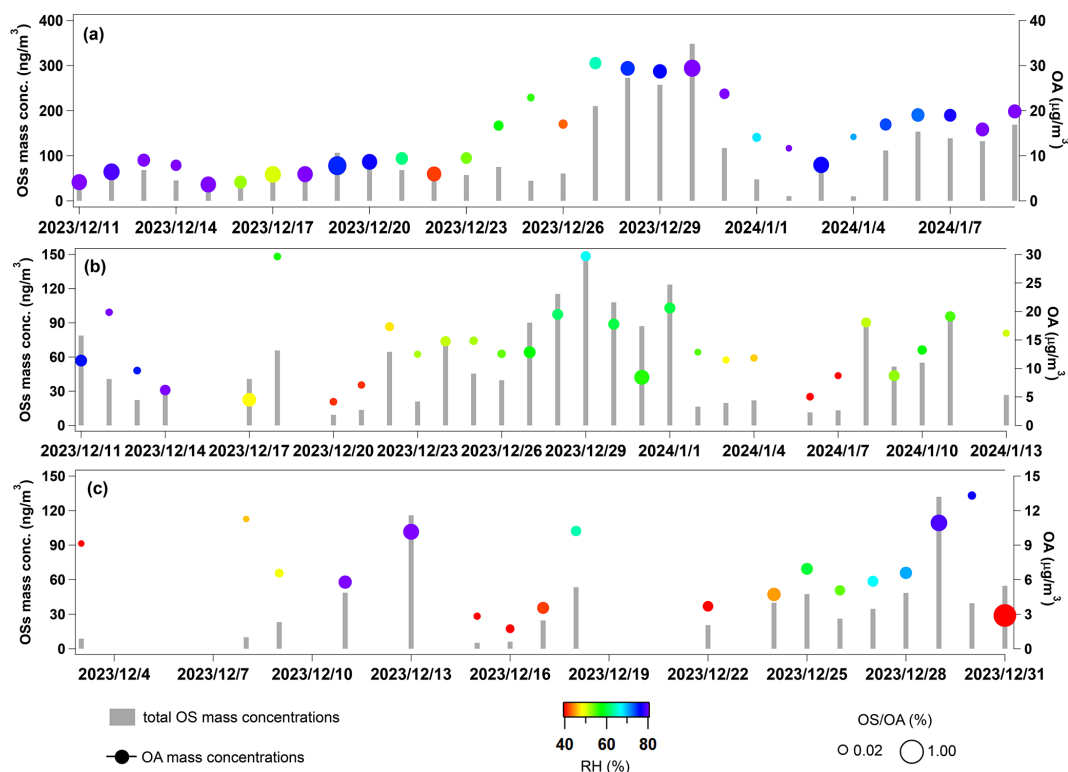 (a)
OSs mass conc. (ng/m³)
400
300
200
100
0
40
30
20
10
0
OA (μg/m³)
2023/12/11 2023/12/14 2023/12/17 2023/12/20 2023/12/23 2023/12/26 2023/12/29 2024/1/1 2024/1/4 2024/1/7
(b)
OSs mass conc. (ng/m³)
150
120
90
60
30
0
30
25
20
15
10
5
0
OA (μg/m³)
2023/12/11 2023/12/14 2023/12/17 2023/12/20 2023/12/23 2023/12/26 2023/12/29 2024/1/1 2024/1/4 2024/1/7 2024/1/10 2024/1/13
(c)
OSs mass conc. (ng/m³)
150
120
90
60
30
0
15
12
9
6
3
0
OA (μg/m³)
2023/12/4 2023/12/7 2023/12/10 2023/12/13 2023/12/16 2023/12/19 2023/12/22 2023/12/25 2023/12/28 2023/12/31
total OS mass concentrations
OA mass concentrations
40 60 80
RH (%)
OS/OA (%)
0.02 1.00